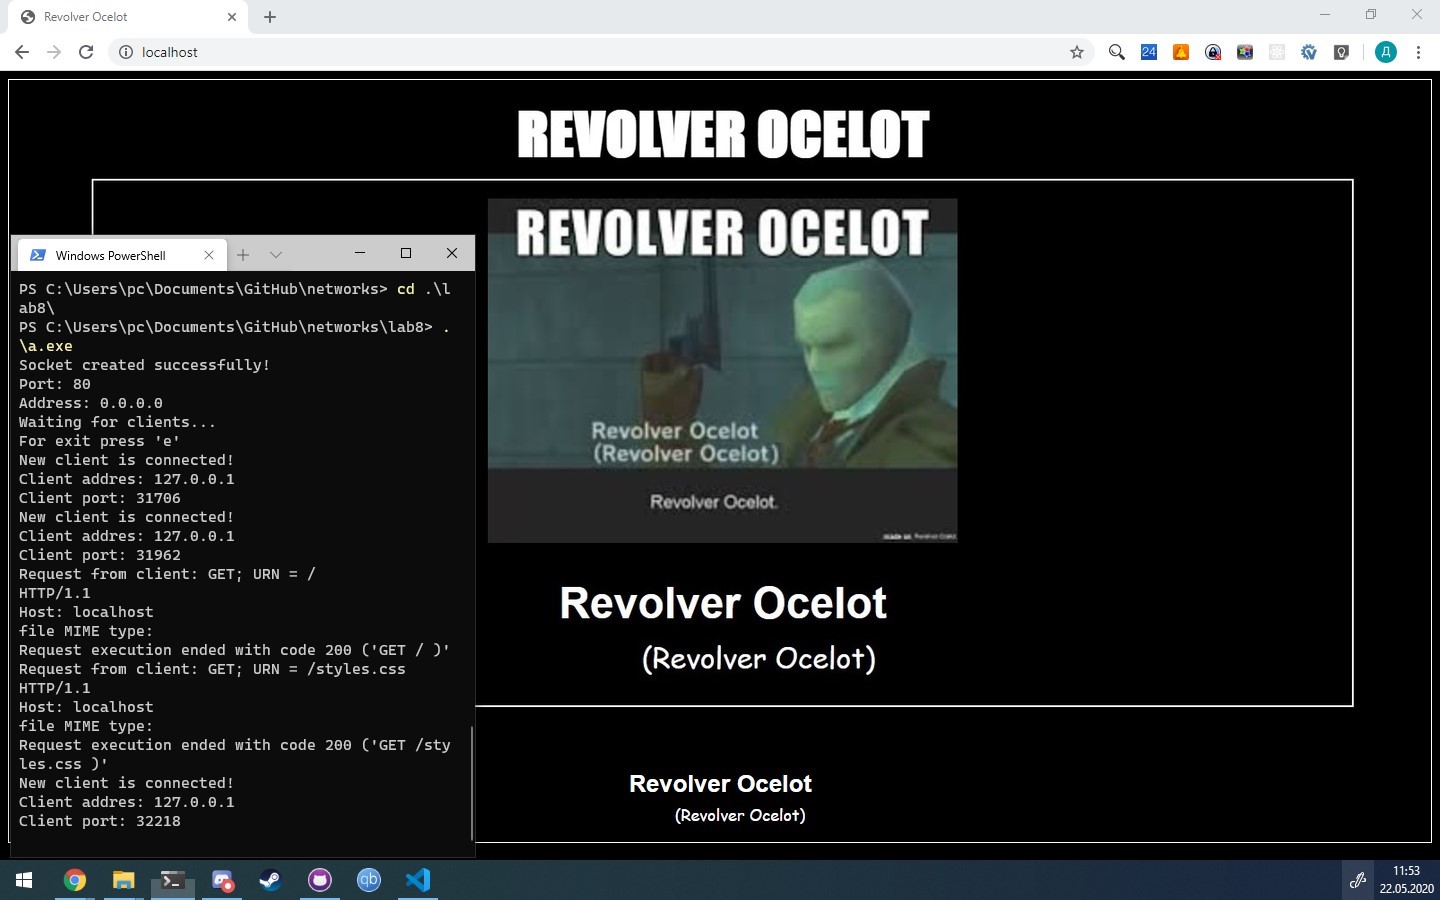 Revolver Ocelot
localhost
24
Д
REVOLVER OCELOT
REVOLVER OCELOT
Revolver Ocelot
(Revolver Ocelot)
Revolver Ocelot.
Revolver Ocelot
(Revolver Ocelot)
Revolver Ocelot
(Revolver Ocelot)
Windows PowerShell
PS C:\Users\pc\Documents\GitHub\networks> cd .\l
ab8\
PS C:\Users\pc\Documents\GitHub\networks\lab8> .
\a.exe
Socket created successfully!
Port: 80
Address: 0.0.0.0
Waiting for clients...
For exit press 'e'
New client is connected!
Client addres: 127.0.0.1
Client port: 31706
New client is connected!
Client addres: 127.0.0.1
Client port: 31962
Request from client: GET; URN = /
HTTP/1.1
Host: localhost
file MIME type:
Request execution ended with code 200 ('GET / )'
Request from client: GET; URN = /styles.css
HTTP/1.1
Host: localhost
file MIME type:
Request execution ended with code 200 ('GET /sty
les.css )'
New client is connected!
Client addres: 127.0.0.1
Client port: 32218
qb
11:53
22.05.2020